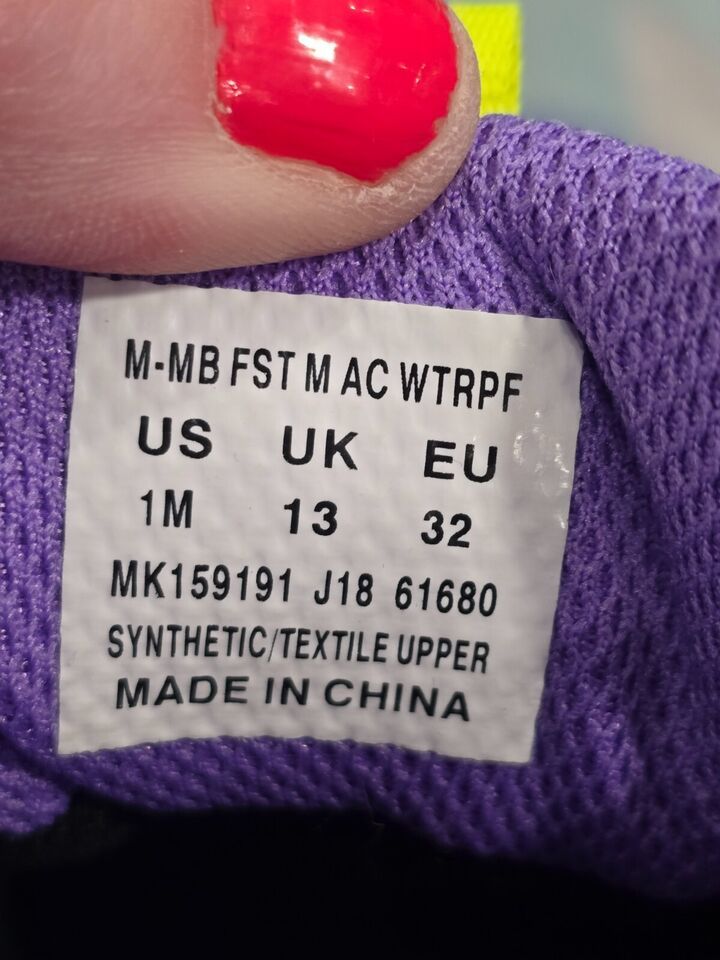 M-MB FST M AC WTRPF
US UK EU
1M 13 32
MK159191 J18 61680
SYNTHETIC/TEXTILE UPPER
MADE IN CHINA